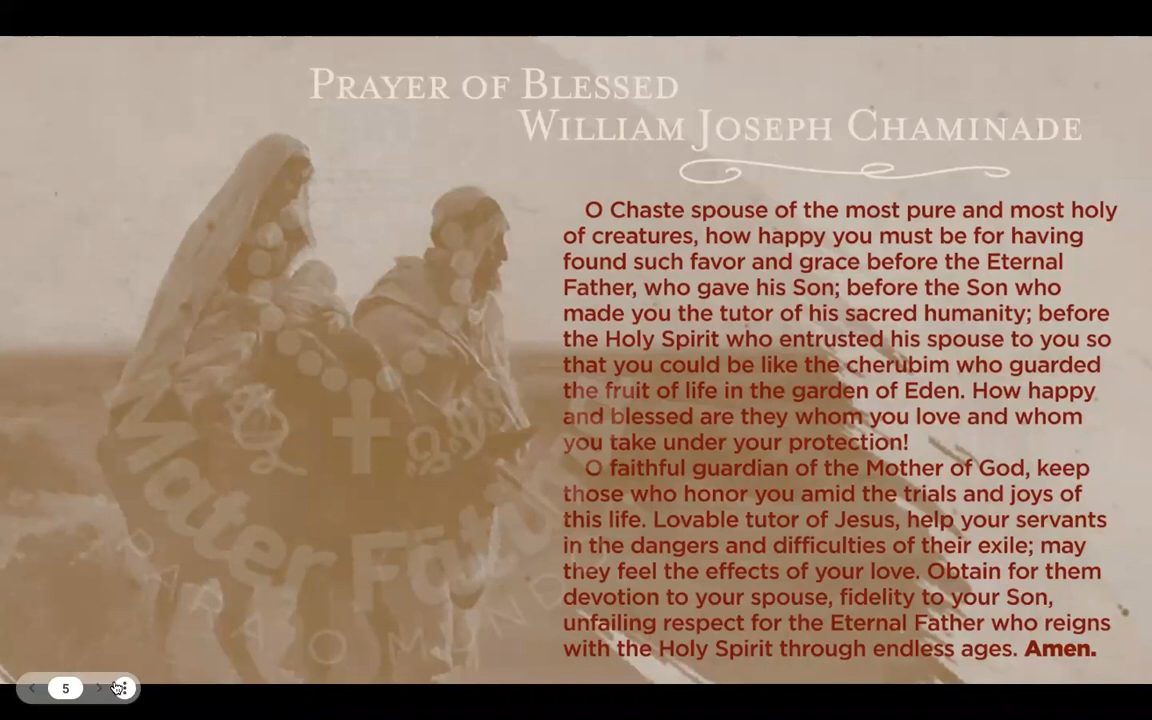 PRAYER OF BLESSED
WILLIAM JOSEPH CHAMINADE
O Chaste spouse of the most pure and most holy
of creatures, how happy you must be for having
found such favor and grace before the Eternal
Father, who gave his Son; before the Son who
made you the tutor of his sacred humanity; before
the Holy Spirit who entrusted his spouse to you so
that you could be like the cherubim who guarded
the fruit of life in the garden of Eden. How happy
and blessed are they whom you love and whom
you take under your protection!
O faithful guardian of the Mother of God, keep
those who honor you amid the trials and joys of
this life. Lovable tutor of Jesus, help your servants
in the dangers and difficulties of their exile; may
they feel the effects of your love. Obtain for them
devotion to your spouse, fidelity to your Son,
unfailing respect for the Eternal Father who reigns
with the Holy Spirit through endless ages. Amen.
Mater
5